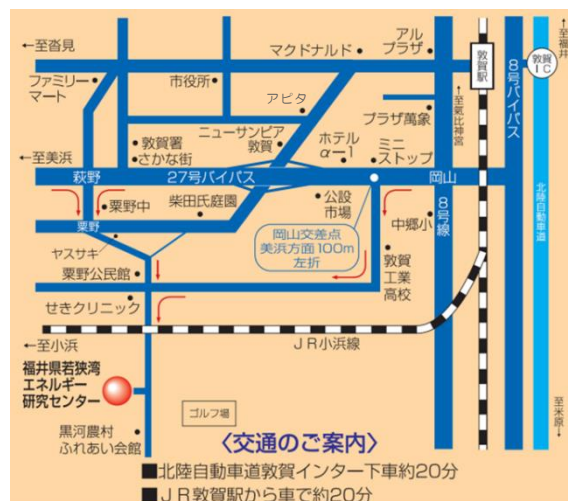 ←至沓見
マクドナルド
アル
プラザ
敦賀駅
8号バイパス
敦賀
IC
至福井→
ファミリー
マート
市役所
アピタ
プラザ萬象
←至氣比神宮
敦賀署
さかな街
ニューサンピア
敦賀
ホテル
α−1
ミニ
ストップ
←至美浜
萩野
27号バイパス
岡山
粟野中
柴田氏庭園
公設
市場
中郷小
8号線
北陸自動車道
粟野
ヤスサキ
岡山交差点
美浜方面100m
左折
敦賀
工業
高校
粟野公民館
せきクリニック
←至小浜
JR小浜線
福井県若狭湾
エネルギー
研究センター
ゴルフ場
至米原→
黒河農村
ふれあい会館
〈交通のご案内〉
■北陸自動車道敦賀インター下車約20分
■JR敦賀駅から車で約20分